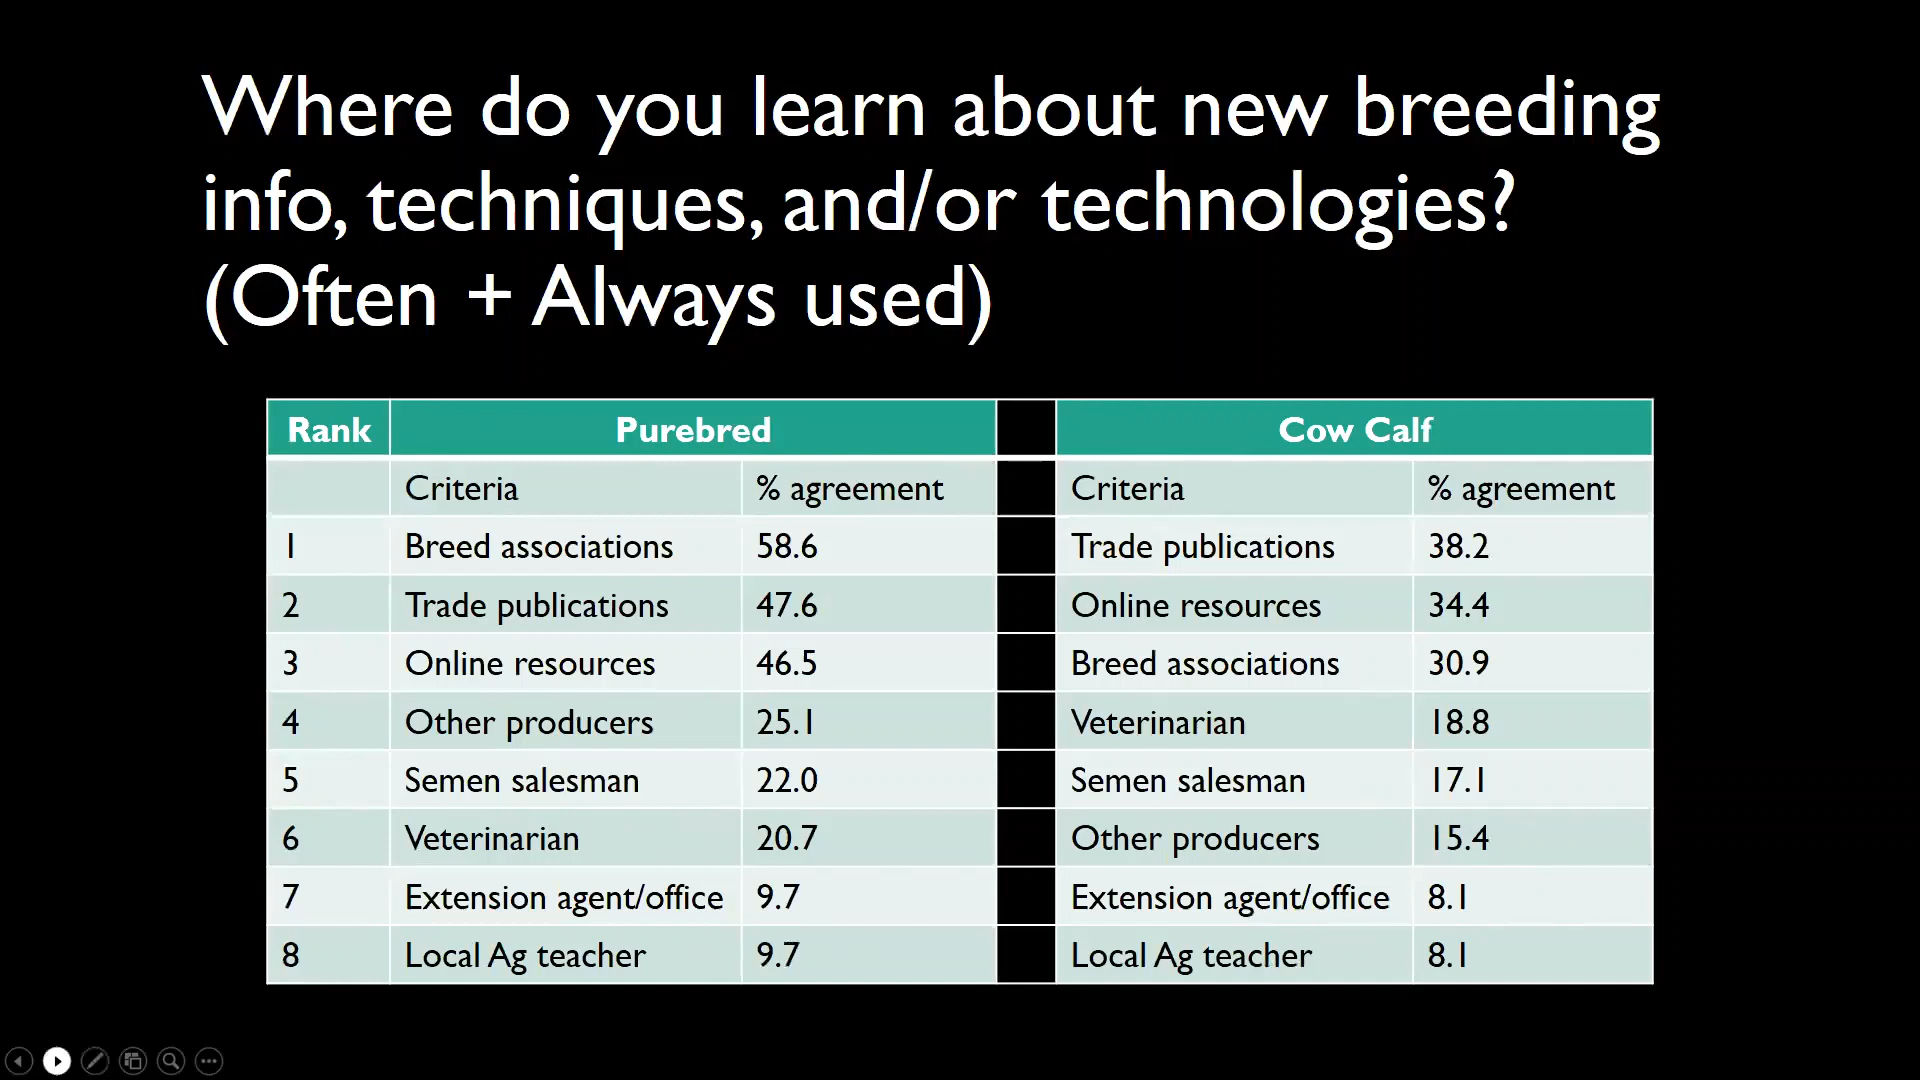 Where do you learn about new breeding
info, techniques, and/or technologies?
(Often + Always used)
Rank Purebred Cow Calf
Criteria % agreement Criteria % agreement
1 Breed associations 58.6 Trade publications 38.2
2 Trade publications 47.6 Online resources 34.4
3 Online resources 46.5 Breed associations 30.9
4 Other producers 25.1 Veterinarian 18.8
5 Semen salesman 22.0 Semen salesman 17.1
6 Veterinarian 20.7 Other producers 15.4
7 Extension agent/office 9.7 Extension agent/office 8.1
8 Local Ag teacher 9.7 Local Ag teacher 8.1